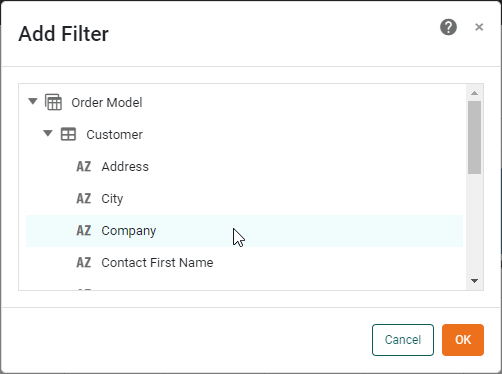 Add Filter
?
×
Order Model
Customer
AZ Address
AZ City
AZ Company
AZ Contact First Name
Cancel
OK